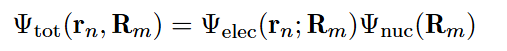 Ψ_tot(r_n, R_m) = Ψ_elec(r_n; R_m)Ψ_nuc(R_m)